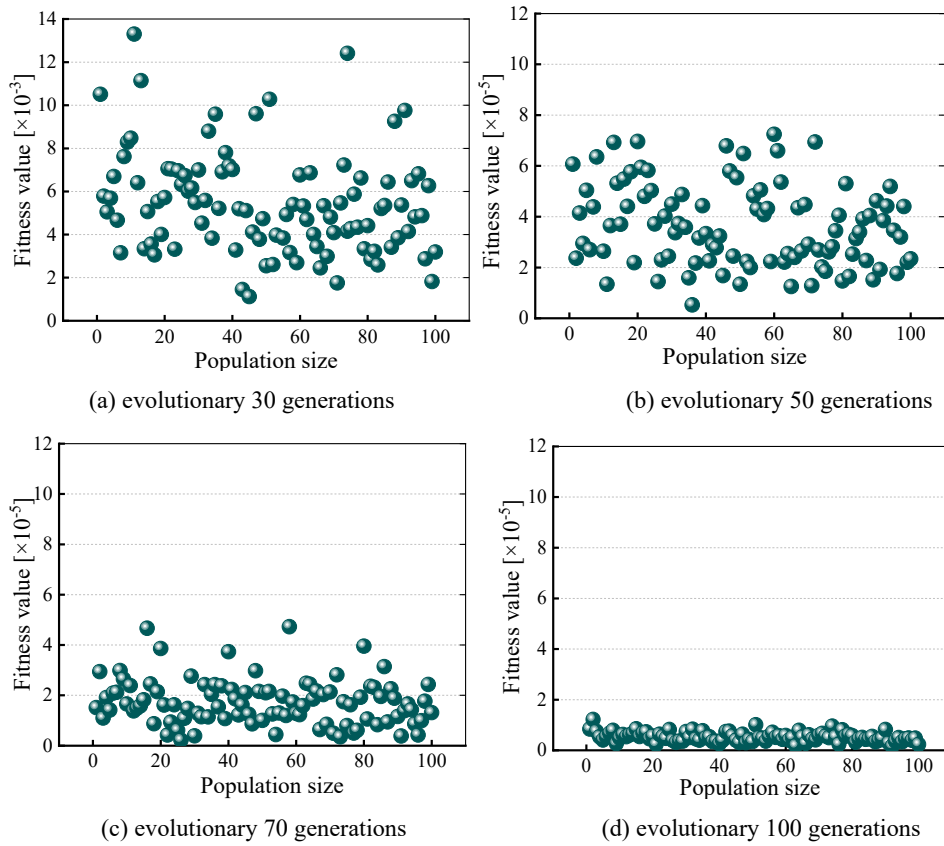 14
12
10
8
6
4
2
0
Fitness value [×10⁻³]
0 20 40 60 80 100
Population size
(a) evolutionary 30 generations
12
10
8
6
4
2
0
Fitness value [×10⁻⁵]
0 20 40 60 80 100
Population size
(b) evolutionary 50 generations
12
10
8
6
4
2
0
Fitness value [×10⁻⁵]
0 20 40 60 80 100
Population size
(c) evolutionary 70 generations
12
10
8
6
4
2
0
Fitness value [×10⁻⁵]
0 20 40 60 80 100
Population size
(d) evolutionary 100 generations